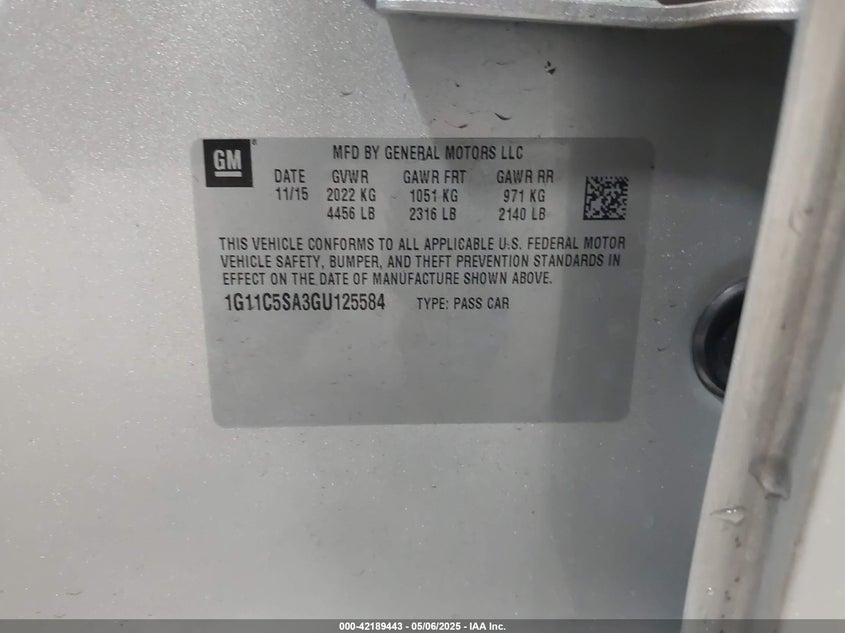 GM ®
MFD BY GENERAL MOTORS LLC
DATE GVWR GAWR FRT GAWR RR
11/15 2022 KG 1051 KG 971 KG
4456 LB 2316 LB 2140 LB
THIS VEHICLE CONFORMS TO ALL APPLICABLE U.S. FEDERAL MOTOR
VEHICLE SAFETY, BUMPER, AND THEFT PREVENTION STANDARDS IN
EFFECT ON THE DATE OF MANUFACTURE SHOWN ABOVE.
1G11C5SA3GU125584 TYPE: PASS CAR
000-42189443 - 05/06/2025 - IAA Inc.